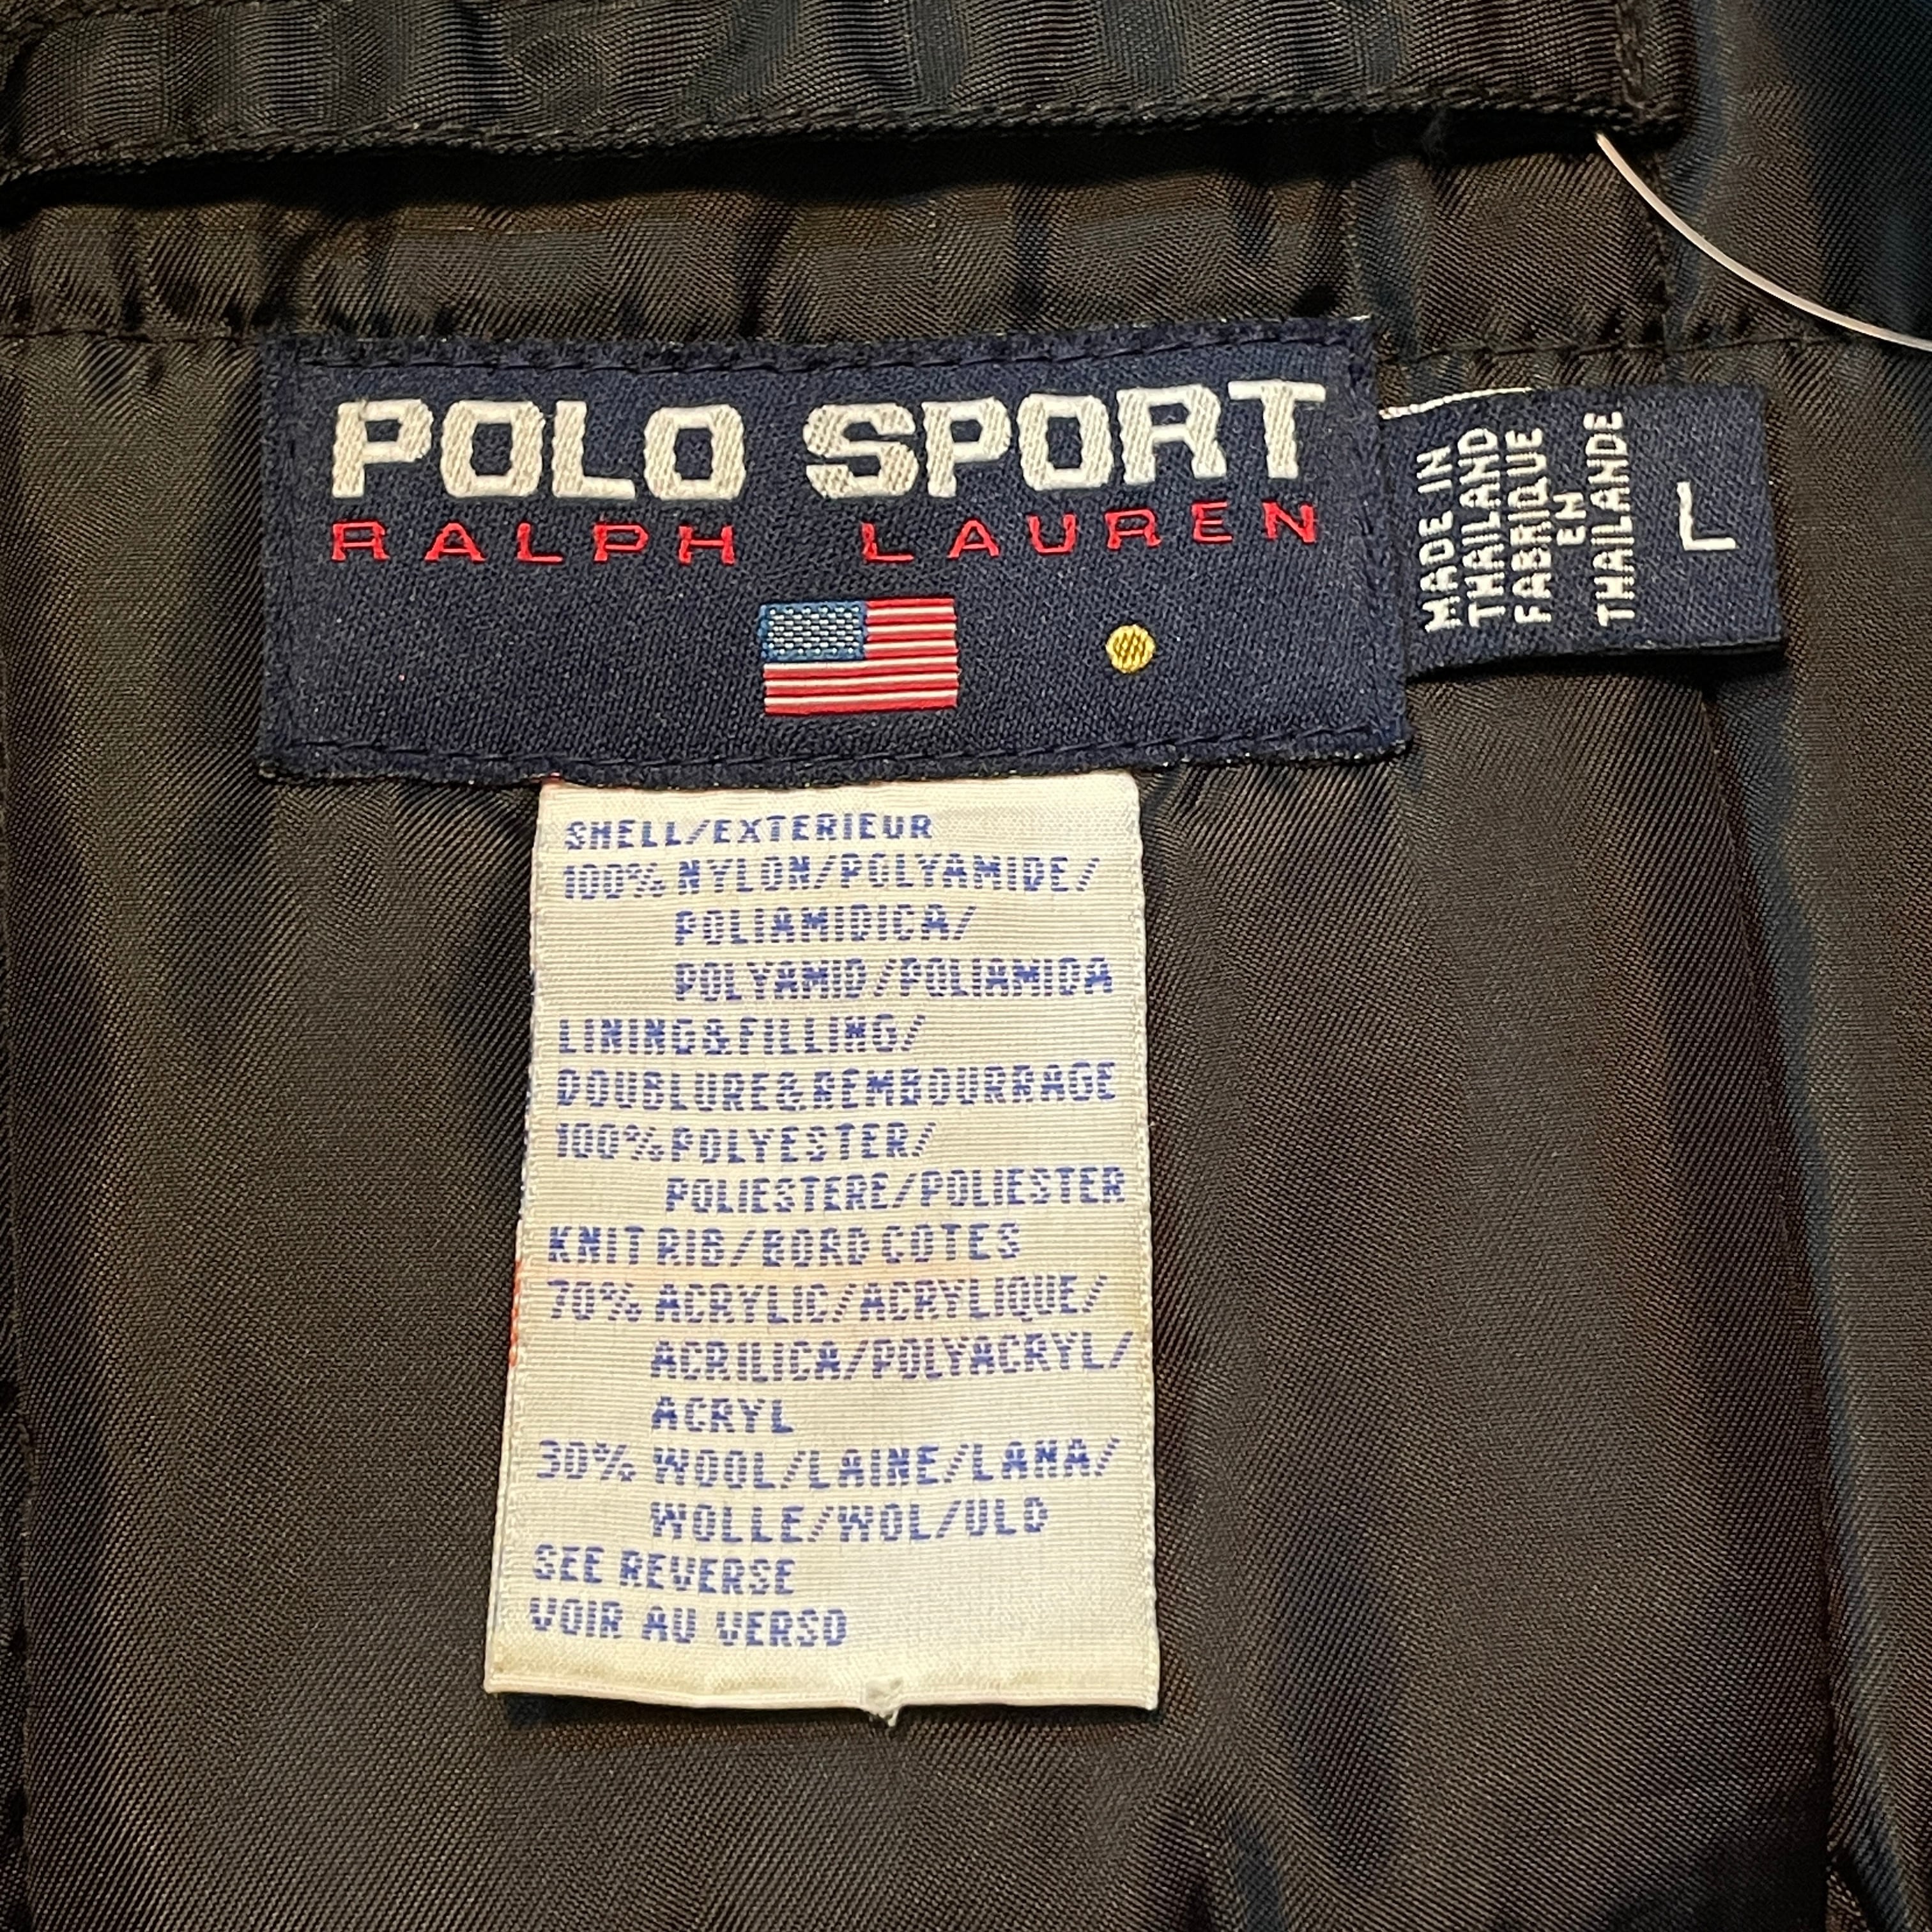 POLO SPORT
RALPH LAUREN
MADE IN
THAILAND
FABRIQUE
EN
THAILANDE
L
SHELL/EXTERIEUR
100% NYLON/POLYAMIDE/
POLIAMIDICA/
POLYAMID/POLIAMIDA
LINING&FILLING/
DOUBLURE&REMBOURRAGE
100% POLYESTER/
POLIESTERE/POLIESTER
KNIT RIB/BORD COTES
70% ACRYLIC/ACRYLIQUE/
ACRILICA/POLYACRYL/
ACRYL
30% WOOL/LAINE/LANA/
WOLLE/WOL/ULD
SEE REVERSE
VOIR AU VERSO